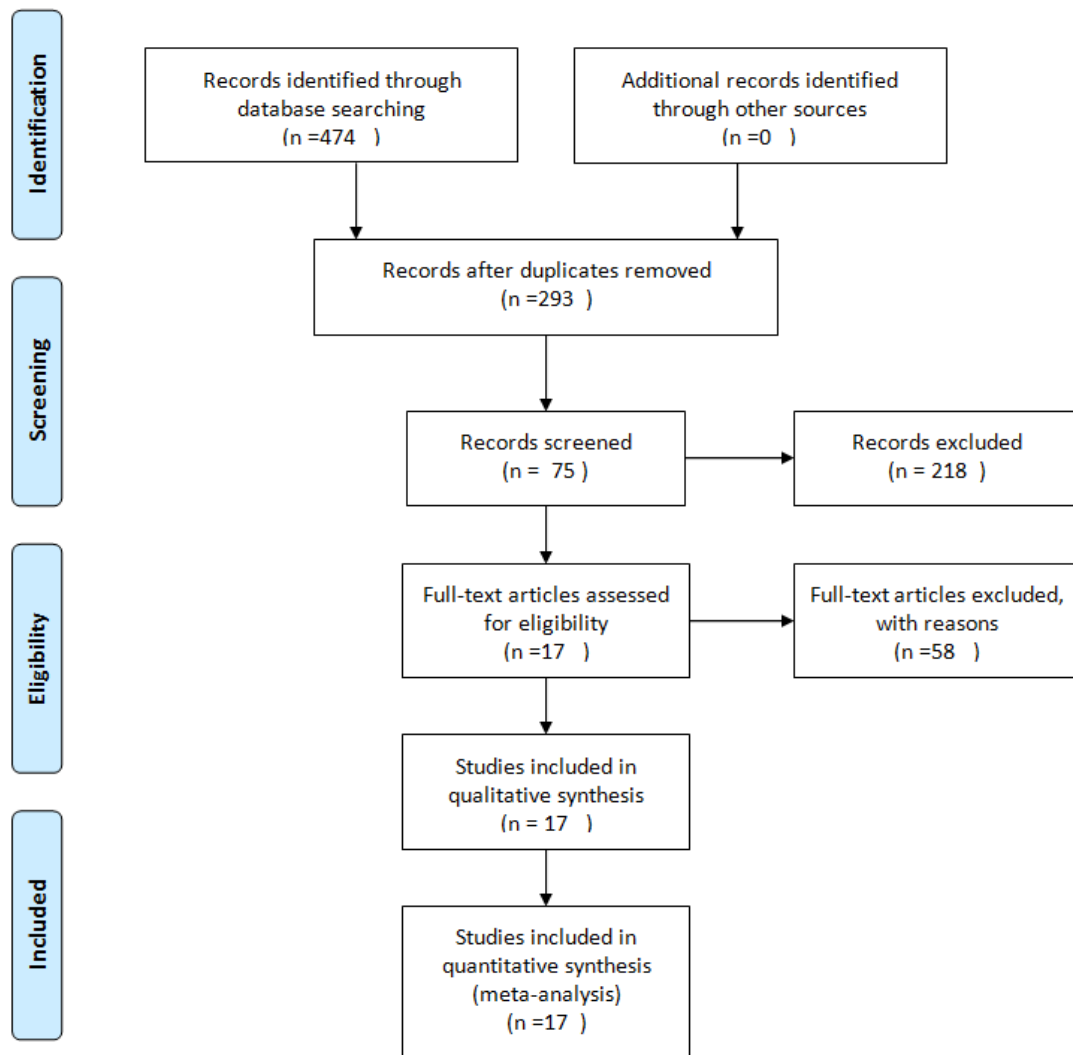 Identification
Records identified through
database searching
(n =474 )
Additional records identified
through other sources
(n =0 )
Records after duplicates removed
(n =293 )
Screening
Records screened
(n = 75 )
Records excluded
(n = 218 )
Eligibility
Full-text articles assessed
for eligibility
(n =17 )
Full-text articles excluded,
with reasons
(n =58 )
Studies included in
qualitative synthesis
(n = 17 )
Included
Studies included in
quantitative synthesis
(meta-analysis)
(n =17 )